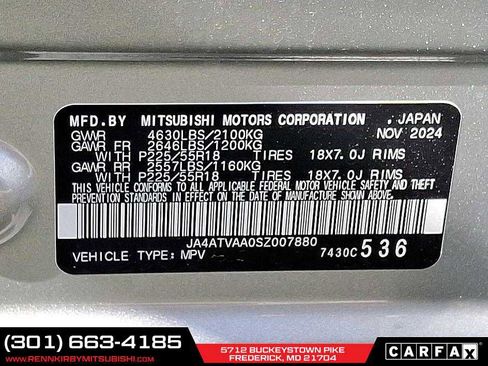 MFD. BY MITSUBISHI MOTORS CORPORATION . JAPAN
GVWR 4630LBS/2100KG NOV 2024
GAWR FR 2646LBS/1200KG
WITH P225/55R18 TIRES 18X7.0J RIMS
GAWR RR 2557LBS/1160KG
WITH P225/55R18 TIRES 18X7.0J RIMS
THIS VEHICLE CONFORMS TO ALL APPLICABLE FEDERAL MOTOR VEHICLE SAFETY
AND THEFT PREVENTION STANDARDS IN EFFECT ON THE DATE OF MANUFACTURE
SHOWN ABOVE.
JA4ATVAA0SZ007880
VEHICLE TYPE: MPV 7430C 536
(301) 663-4185
WWW.RENNKIRBYMITSUBISHI.COM
5712 BUCKEYSTOWN PIKE
FREDERICK, MD 21704
CARFAX